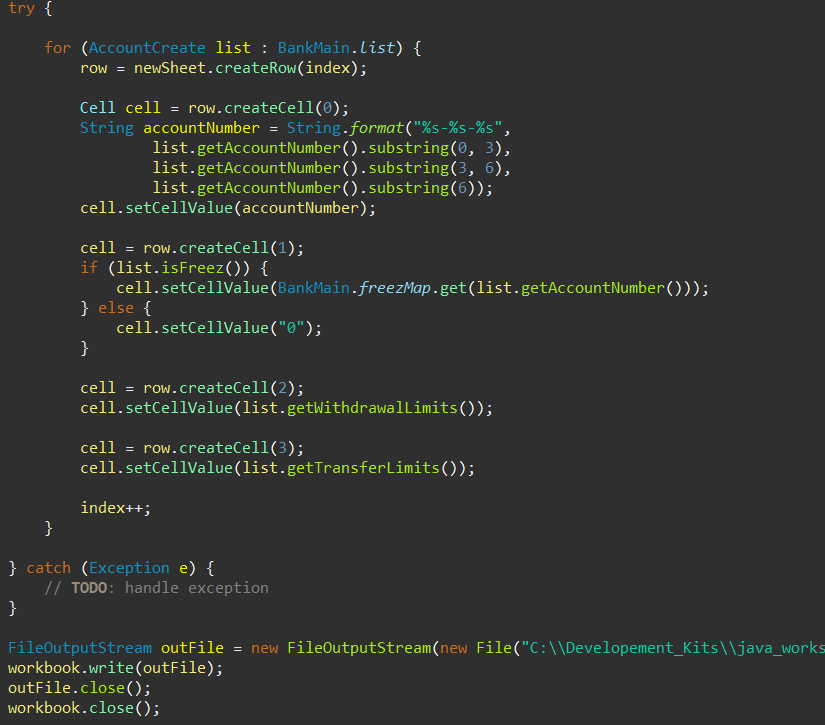 try {
for (AccountCreate list : BankMain.list) {
row = newSheet.createRow(index);
Cell cell = row.createCell(0);
String accountNumber = String.format("%s-%s-%s",
list.getAccountNumber().substring(0, 3),
list.getAccountNumber().substring(3, 6),
list.getAccountNumber().substring(6));
cell.setCellValue(accountNumber);
cell = row.createCell(1);
if (list.isFreez()) {
cell.setCellValue(BankMain.freezMap.get(list.getAccountNumber()));
} else {
cell.setCellValue("0");
}
cell = row.createCell(2);
cell.setCellValue(list.getWithdrawalLimits());
cell = row.createCell(3);
cell.setCellValue(list.getTransferLimits());
index++;
}
} catch (Exception e) {
// TODO: handle exception
}
FileOutputStream outFile = new FileOutputStream(new File("C:\\Developement_Kits\\java_works
workbook.write(outFile);
outFile.close();
workbook.close();